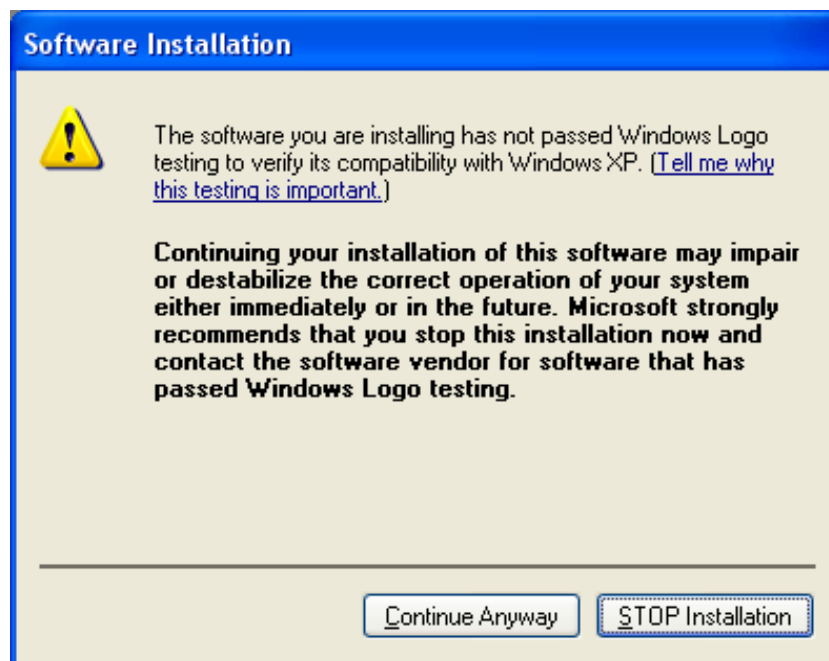 Software Installation
The software you are installing has not passed Windows Logo
testing to verify its compatibility with Windows XP. (Tell me why
this testing is important.)
Continuing your installation of this software may impair
or destabilize the correct operation of your system
either immediately or in the future. Microsoft strongly
recommends that you stop this installation now and
contact the software vendor for software that has
passed Windows Logo testing.
Continue Anyway
STOP Installation